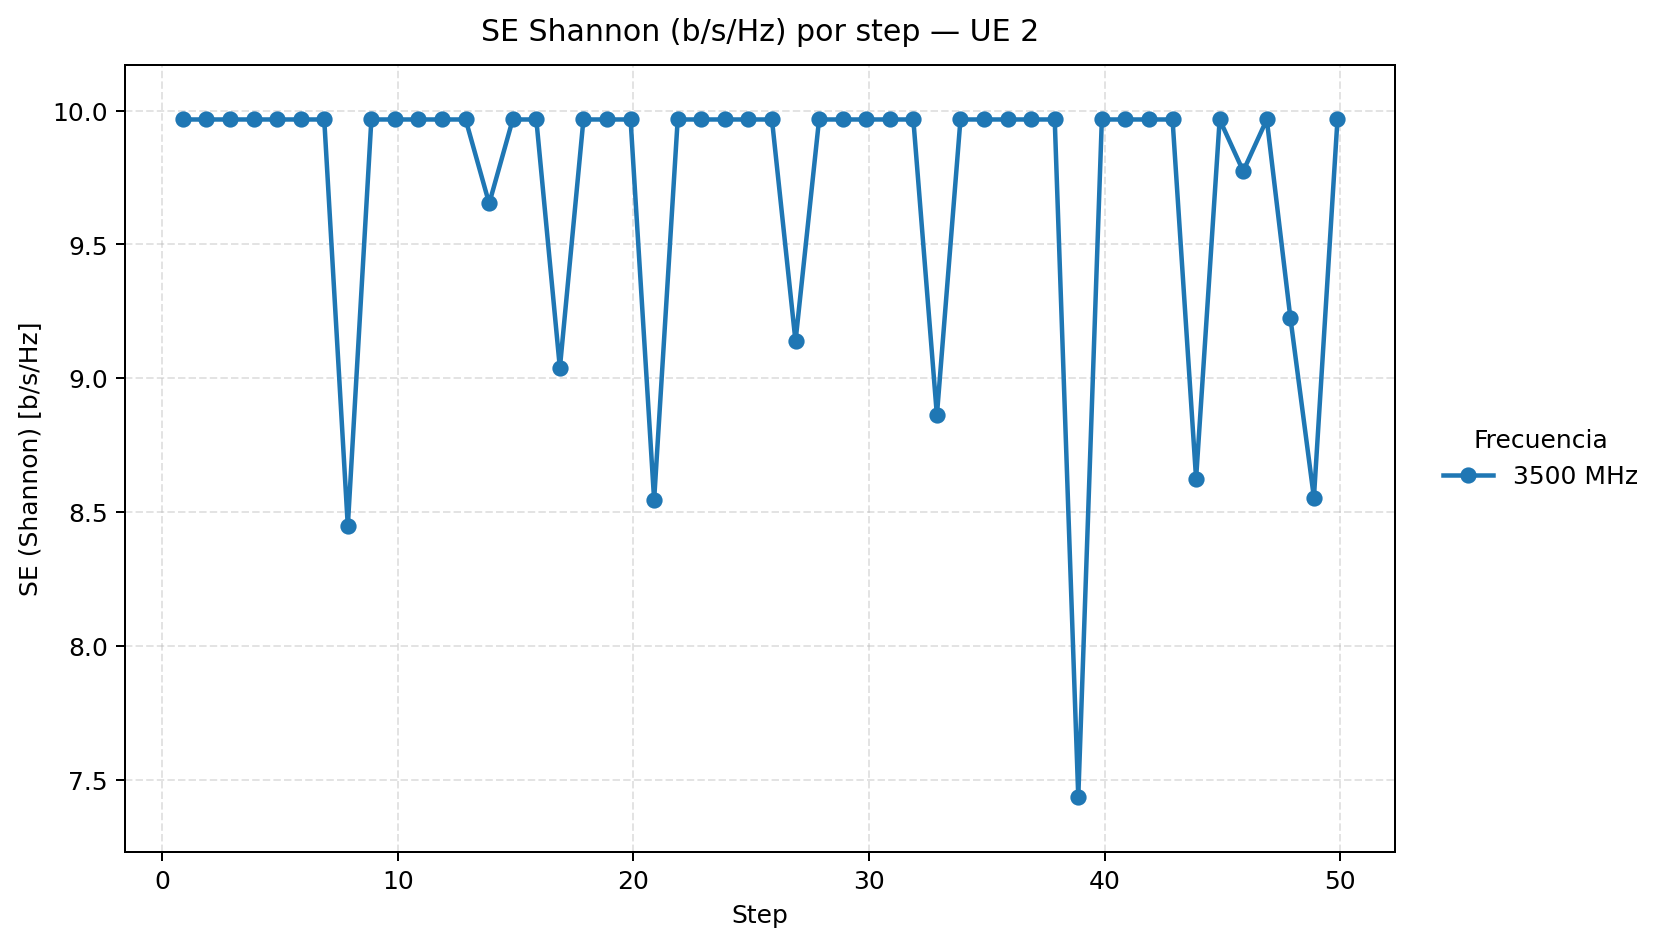 SE Shannon (b/s/Hz) por step — UE 2
10.0
9.5
9.0
8.5
8.0
7.5
SE (Shannon) [b/s/Hz]
0 10 20 30 40 50
Step
Frecuencia
3500 MHz